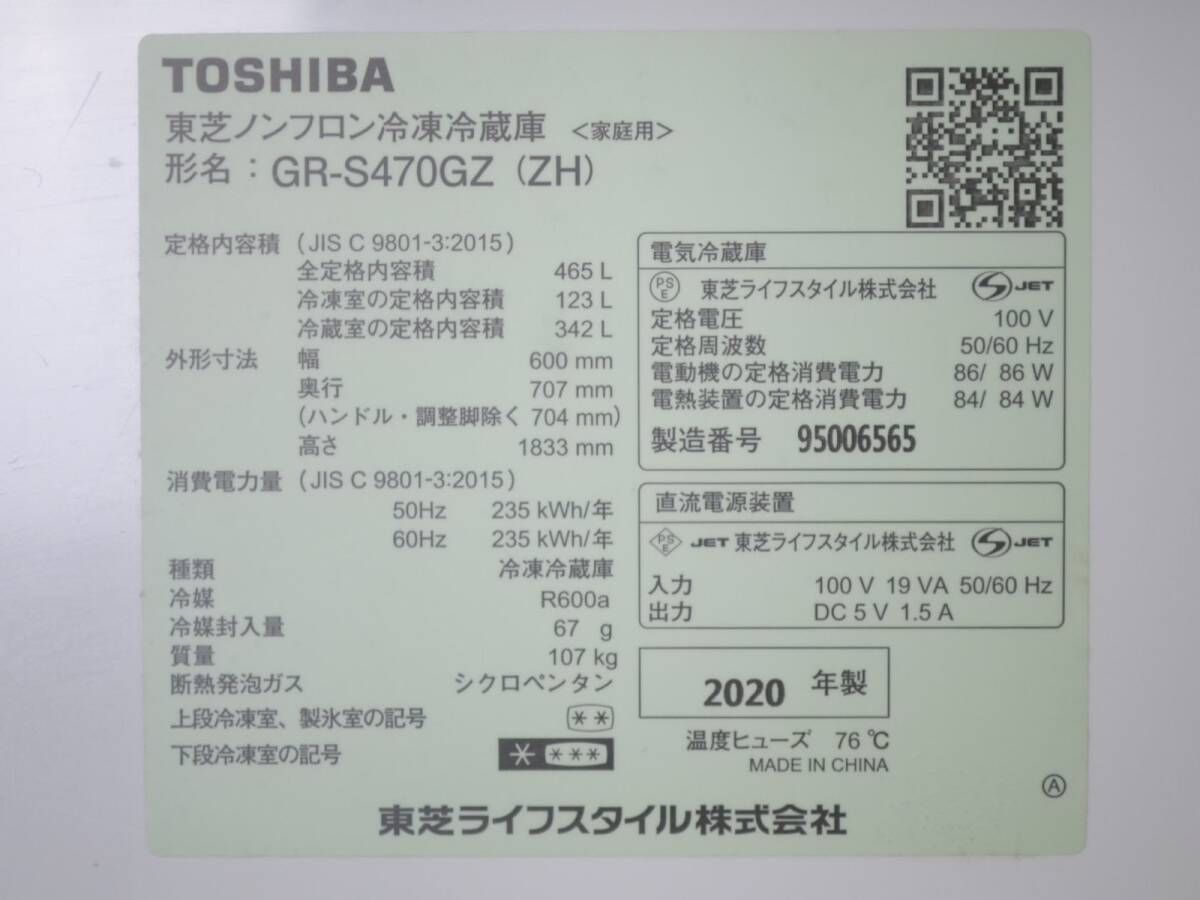 TOSHIBA
東芝ノンフロン冷凍冷蔵庫 <家庭用>
形名：GR-S470GZ (ZH)
定格内容積 (JIS C 9801-3:2015)
全定格内容積 465 L
冷凍室の定格内容積 123 L
冷蔵室の定格内容積 342 L
外形寸法 幅 600 mm
奥行 707 mm
(ハンドル・調整脚除く 704 mm)
高さ 1833 mm
消費電力量 (JIS C 9801-3:2015)
50Hz 235 kWh/年
60Hz 235 kWh/年
種類 冷凍冷蔵庫
冷媒 R600a
冷媒封入量 67 g
質量 107 kg
断熱発泡ガス シクロペンタン
上段冷凍室、製氷室の記号 **
下段冷凍室の記号 * ***
電気冷蔵庫
PSE 東芝ライフスタイル株式会社 S JET
定格電圧 100 V
定格周波数 50/60 Hz
電動機の定格消費電力 86/ 86 W
電熱装置の定格消費電力 84/ 84 W
製造番号 95006565
直流電源装置
PSE JET 東芝ライフスタイル株式会社 S JET
入力 100 V 19 VA 50/60 Hz
出力 DC 5 V 1.5 A
2020 年製
温度ヒューズ 76 ℃
MADE IN CHINA
Ⓐ
東芝ライフスタイル株式会社